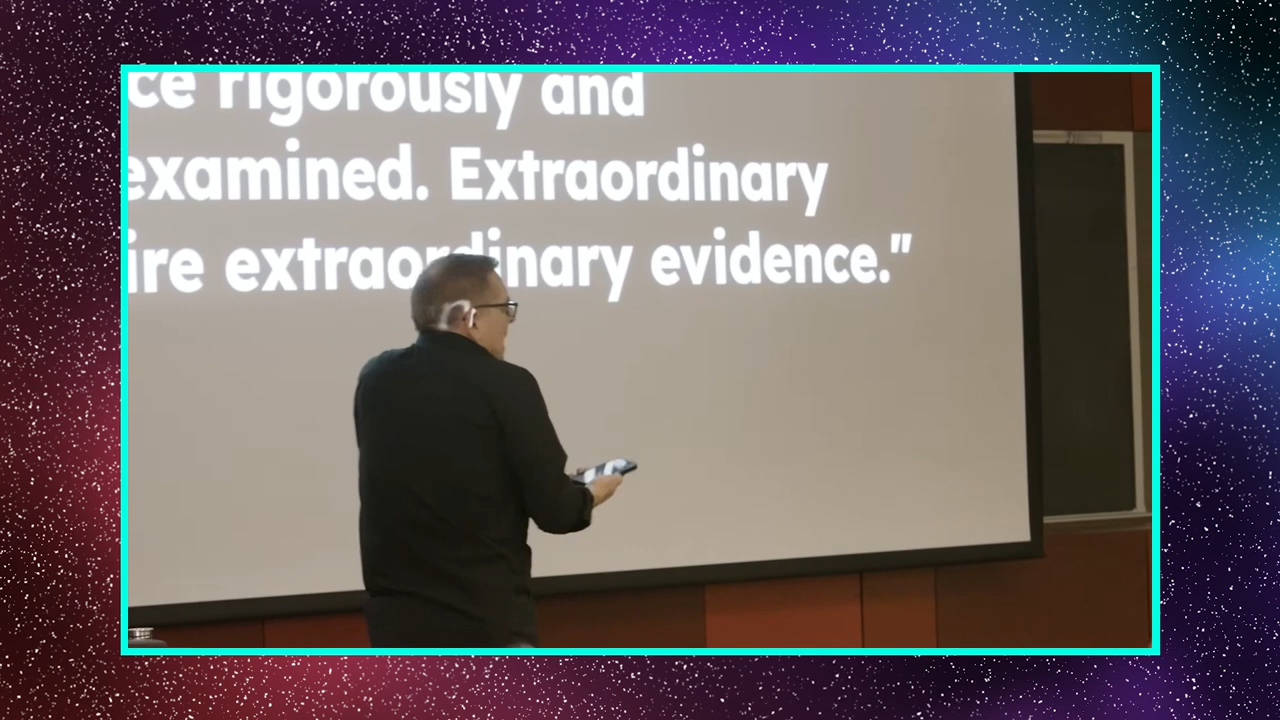 ce rigorously and
examined. Extraordinary
ire extraordinary evidence."